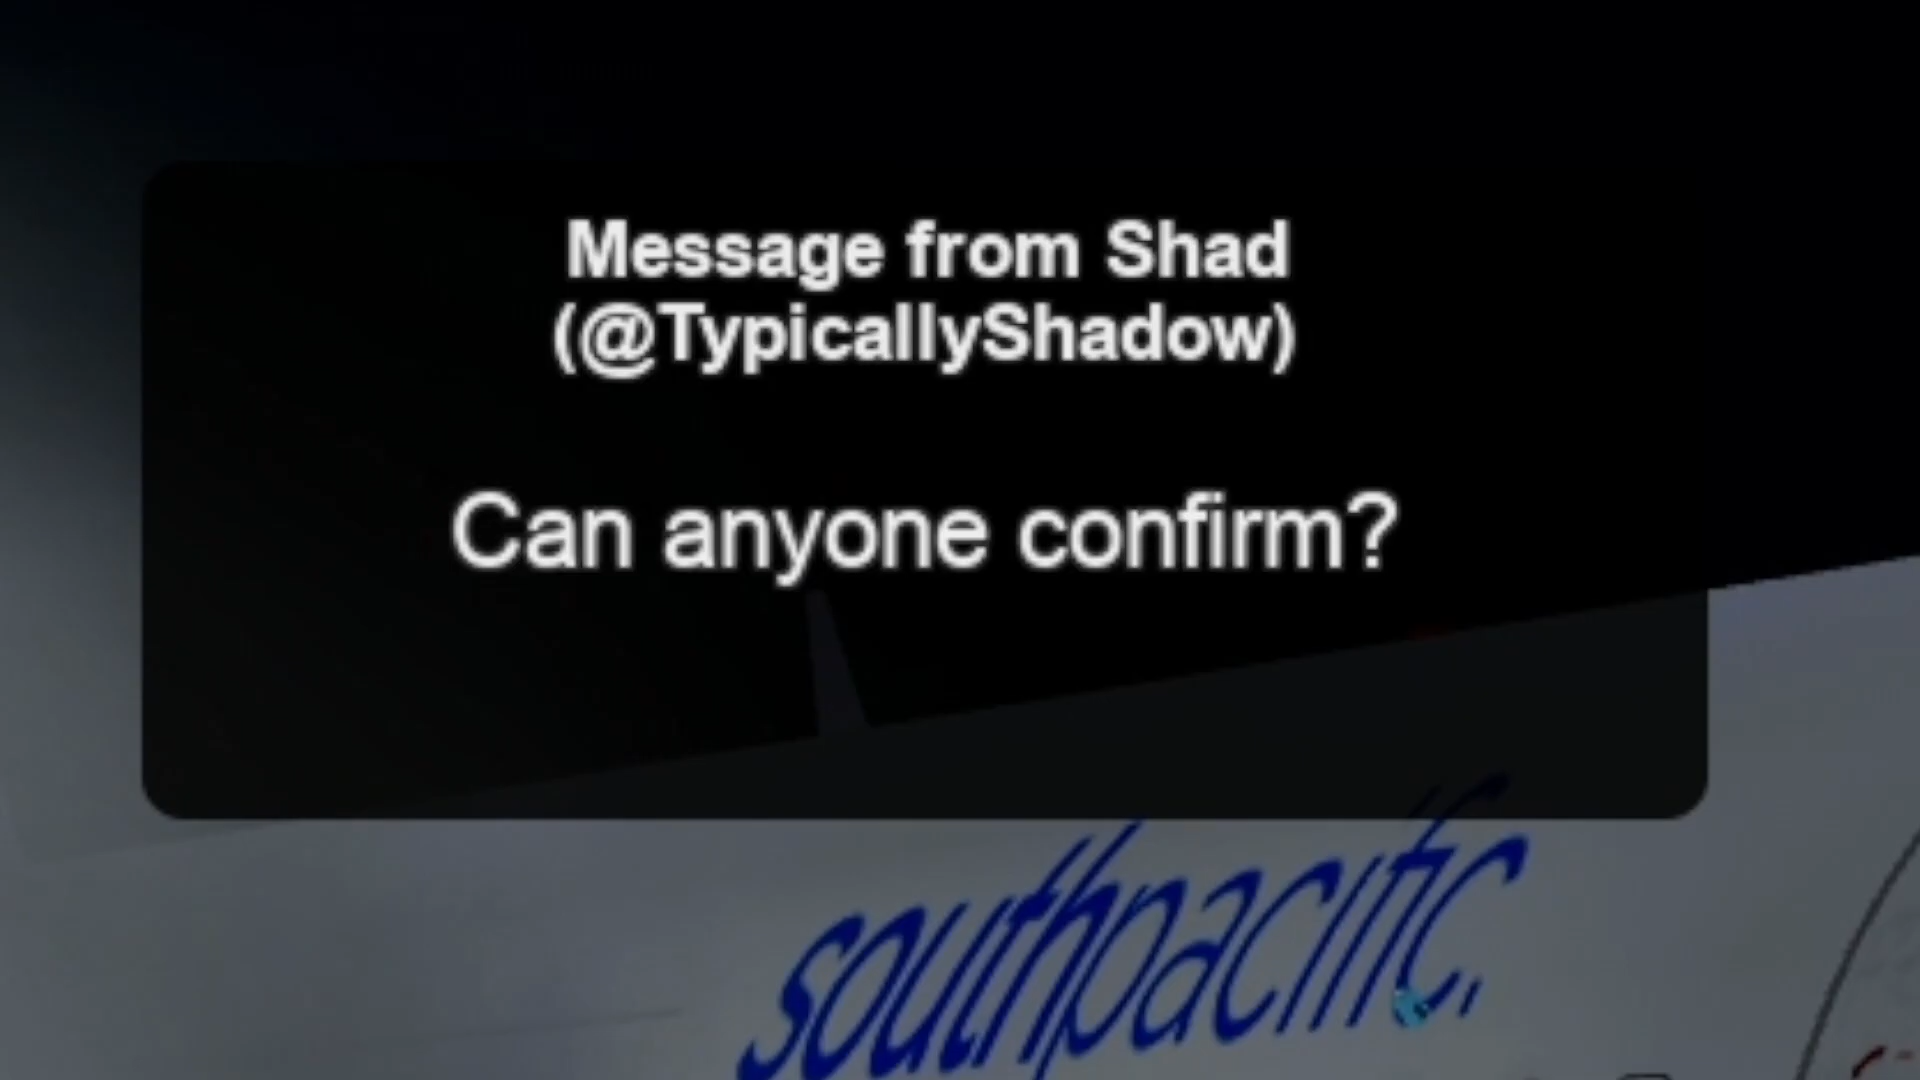 Message from Shad
(@TypicallyShadow)
Can anyone confirm?
southpacific.